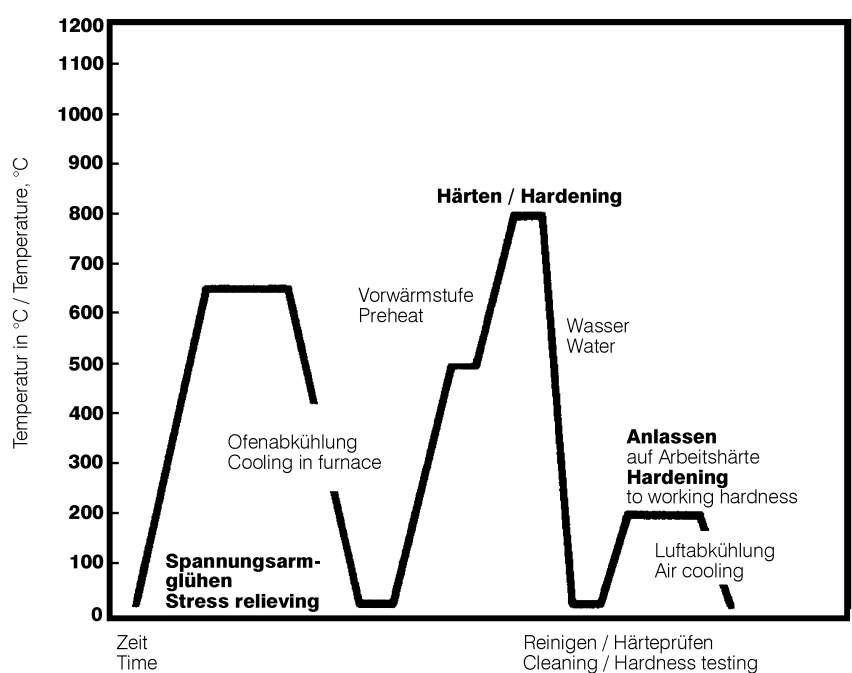 1200
1100
1000
900
800
700
600
500
400
300
200
100
0
Temperatur in °C / Temperature, °C
Härten / Hardening
Vorwärmstufe
Preheat
Wasser
Water
Ofenabkühlung
Cooling in furnace
Anlassen
auf Arbeitshärte
Hardening
to working hardness
Luftabkühlung
Air cooling
Spannungsarm-
glühen
Stress relieving
Zeit
Time
Reinigen / Härteprüfen
Cleaning / Hardness testing